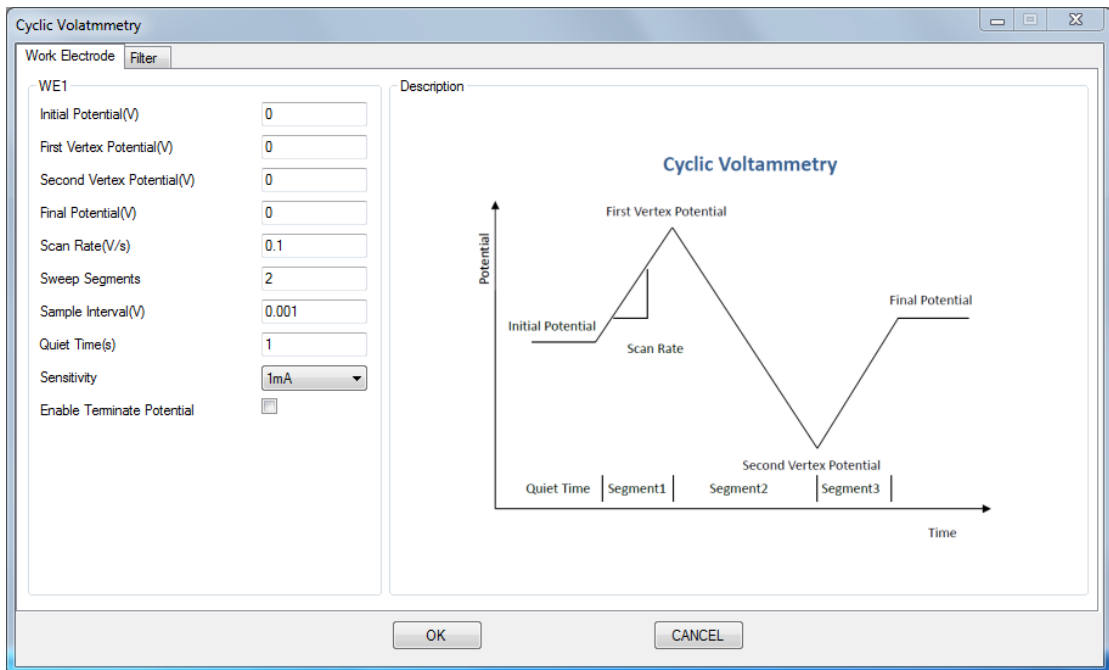 Cyclic Volatmmetry
Work Electrode Filter
WE1
Initial Potential(V) 0
First Vertex Potential(V) 0
Second Vertex Potential(V) 0
Final Potential(V) 0
Scan Rate(V/s) 0.1
Sweep Segments 2
Sample Interval(V) 0.001
Quiet Time(s) 1
Sensitivity 1mA
Enable Terminate Potential
Description
Cyclic Voltammetry
First Vertex Potential
Potential
Final Potential
Initial Potential
Scan Rate
Second Vertex Potential
Quiet Time Segment1 Segment2 Segment3
Time
OK CANCEL